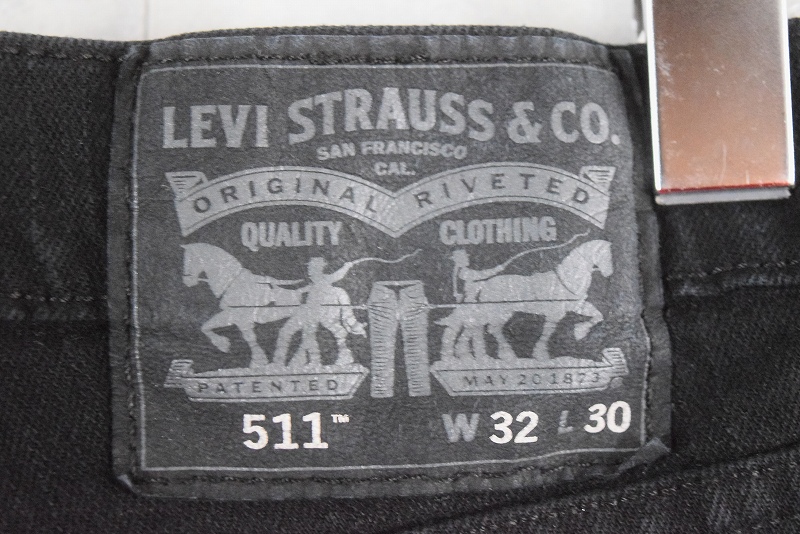 LEVI STRAUSS & CO.
SAN FRANCISCO
CAL.
ORIGINAL RIVETED
QUALITY CLOTHING
PATENTED MAY 20 1873
511™ W 32 L 30